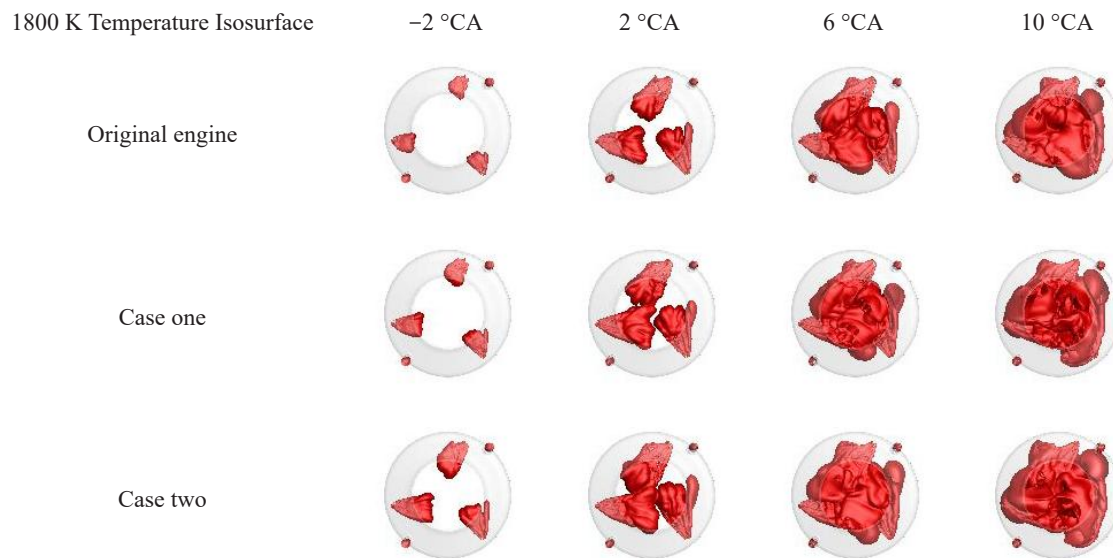 1800 K Temperature Isosurface −2 °CA 2 °CA 6 °CA 10 °CA
Original engine
Case one
Case two